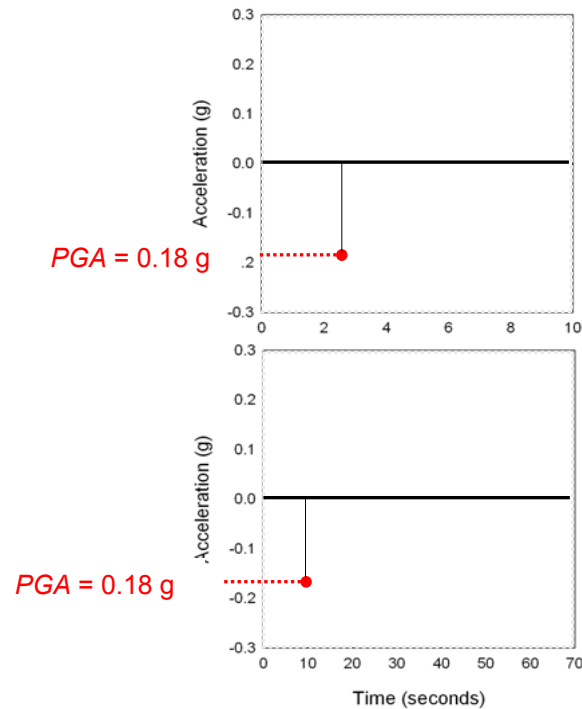 0.3
0.2
0.1
0.0
-0.1
.2
-0.3
Acceleration (g)
PGA = 0.18 g
0 2 4 6 8 10
0.3
0.2
0.1
0.0
-0.1
-0.2
-0.3
Acceleration (g)
PGA = 0.18 g
0 10 20 30 40 50 60 70
Time (seconds)